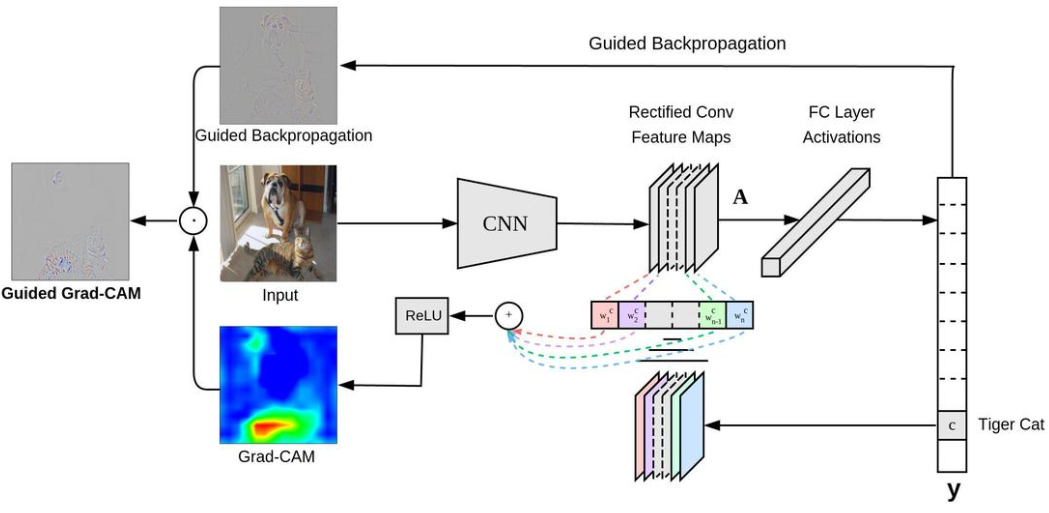 Guided Backpropagation
Rectified Conv
Feature Maps
FC Layer
Activations
Guided Backpropagation
A
CNN
Guided Grad-CAM
Input
ReLU
+
w₁ᶜ w₂ᶜ wₙ₋₁ᶜ wₙᶜ
c
Tiger Cat
Grad-CAM
y